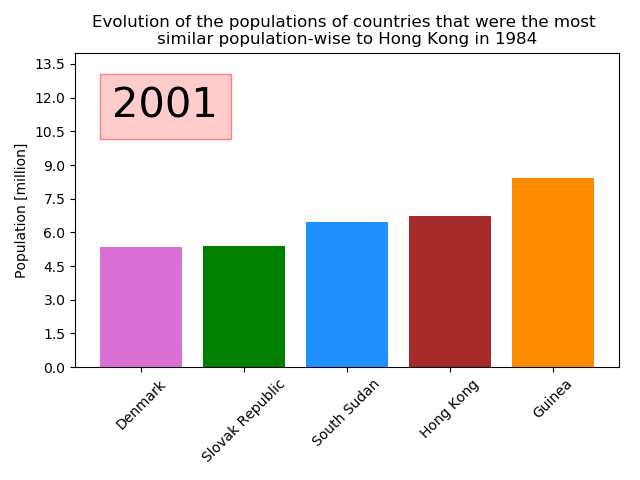 Evolution of the populations of countries that were the most
similar population-wise to Hong Kong in 1984
2001
Population [million]
13.5
12.0
10.5
9.0
7.5
6.0
4.5
3.0
1.5
0.0
Denmark
Slovak Republic
South Sudan
Hong Kong
Guinea